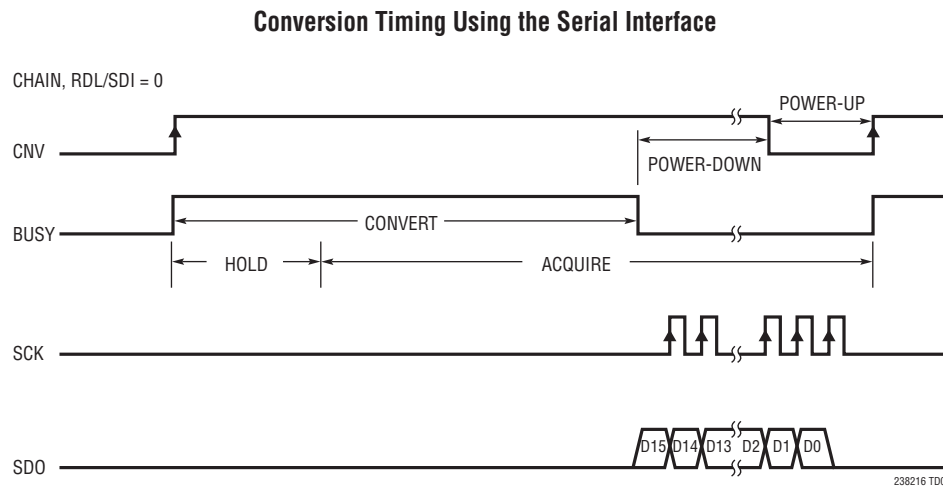 Conversion Timing Using the Serial Interface
CHAIN, RDL/SDI = 0
POWER-UP
CNV
POWER-DOWN
CONVERT
BUSY
HOLD
ACQUIRE
SCK
D15 D14 D13 D2 D1 D0
SDO
238216 TD0